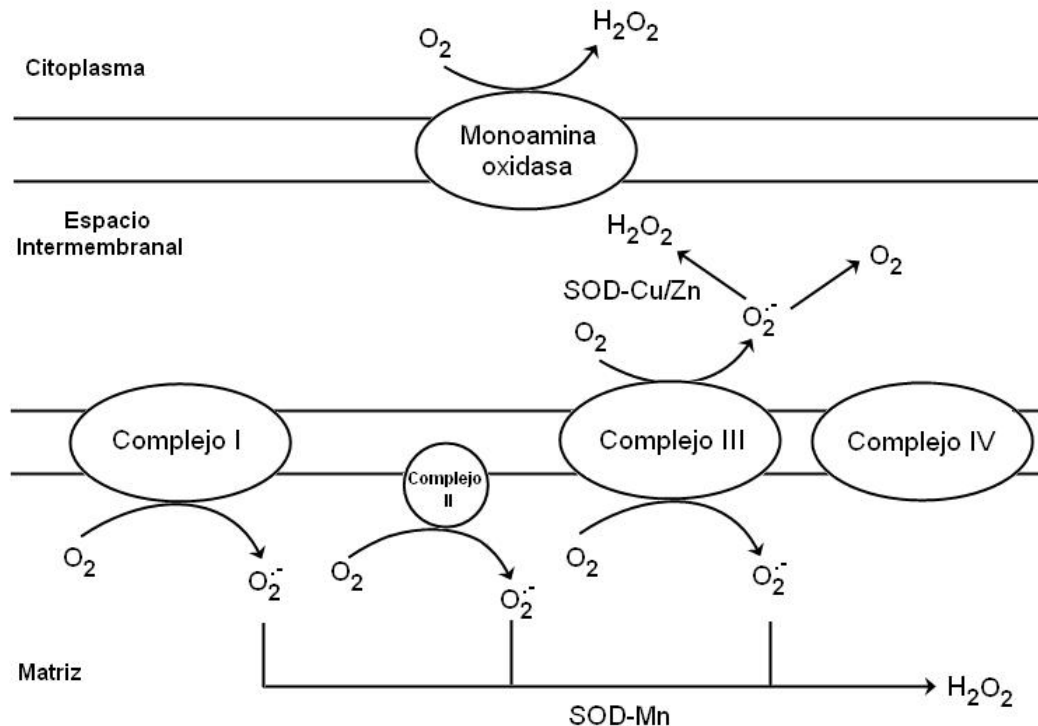 O₂
H₂O₂
Citoplasma
Monoamina
oxidasa
Espacio
Intermembranal
H₂O₂
O₂
SOD-Cu/Zn
O₂·⁻
O₂
Complejo I
Complejo
II
Complejo III
Complejo IV
O₂
O₂·⁻
O₂
O₂·⁻
O₂
O₂·⁻
Matriz
H₂O₂
SOD-Mn